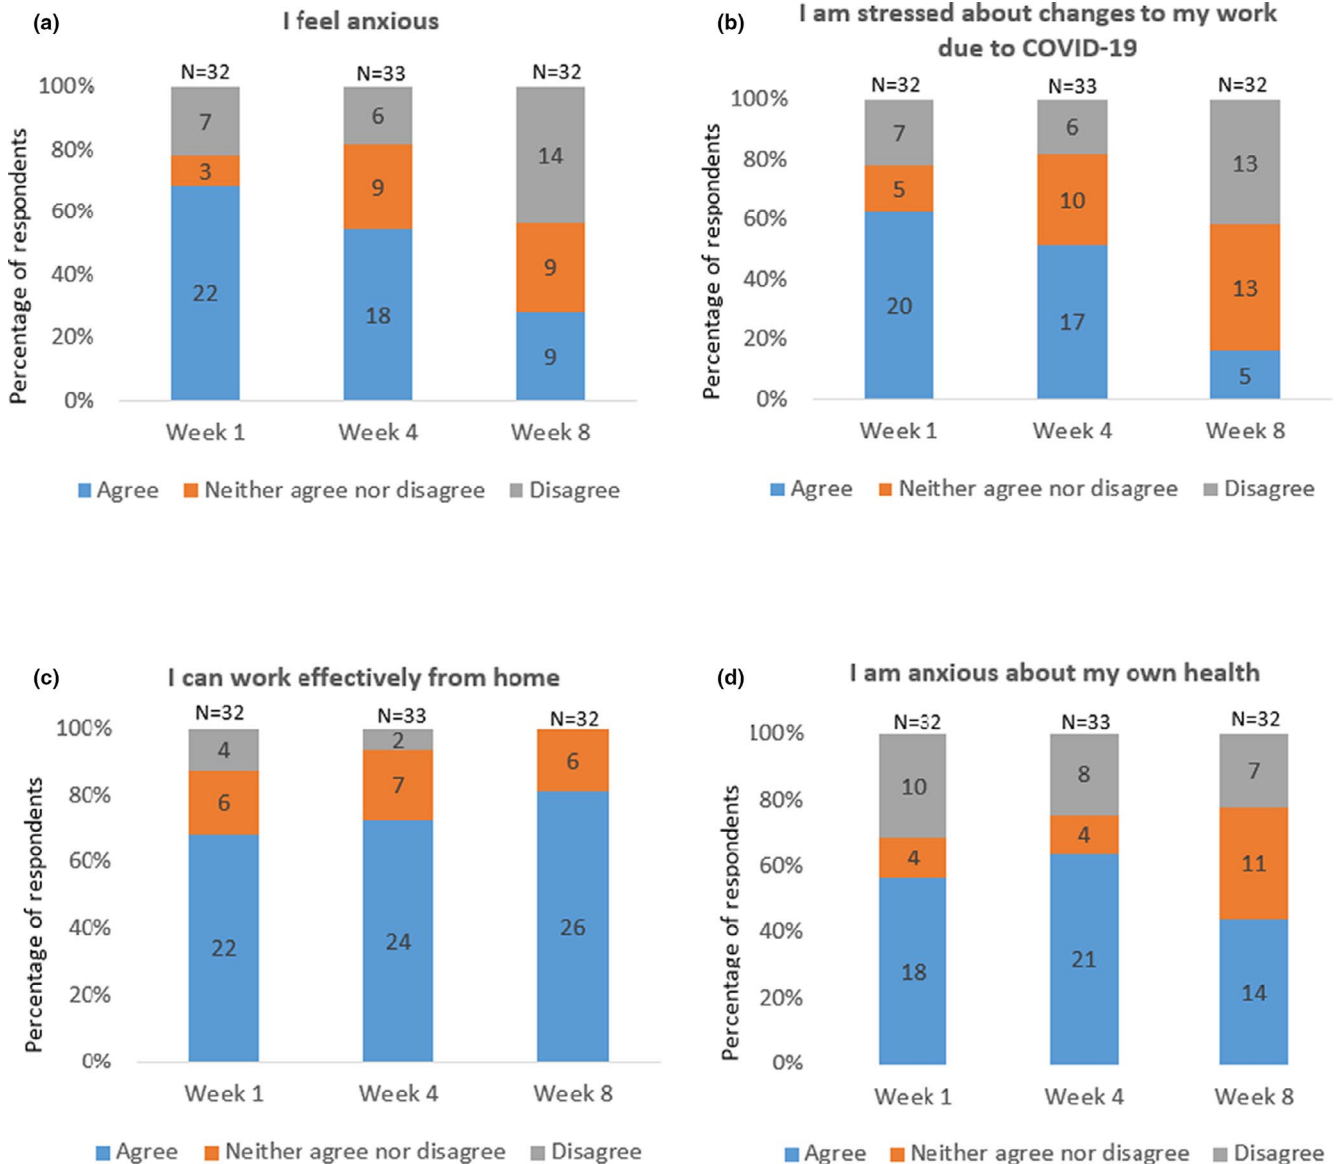 (a)
I feel anxious
N=32
N=33
N=32
100%
80%
60%
40%
20%
0%
Percentage of respondents
7
3
22
6
9
18
14
9
9
Week 1
Week 4
Week 8
Agree
Neither agree nor disagree
Disagree
(b)
I am stressed about changes to my work
due to COVID-19
N=32
N=33
N=32
100%
80%
60%
40%
20%
0%
Percentage of respondents
7
5
20
6
10
17
13
13
5
Week 1
Week 4
Week 8
Agree
Neither agree nor disagree
Disagree
(c)
I can work effectively from home
N=32
N=33
N=32
100%
80%
60%
40%
20%
0%
Percentage of respondents
4
6
22
2
7
24
6
26
Week 1
Week 4
Week 8
Agree
Neither agree nor disagree
Disagree
(d)
I am anxious about my own health
N=32
N=33
N=32
100%
80%
60%
40%
20%
0%
Percentage of respondents
10
4
18
8
4
21
7
11
14
Week 1
Week 4
Week 8
Agree
Neither agree nor disagree
Disagree